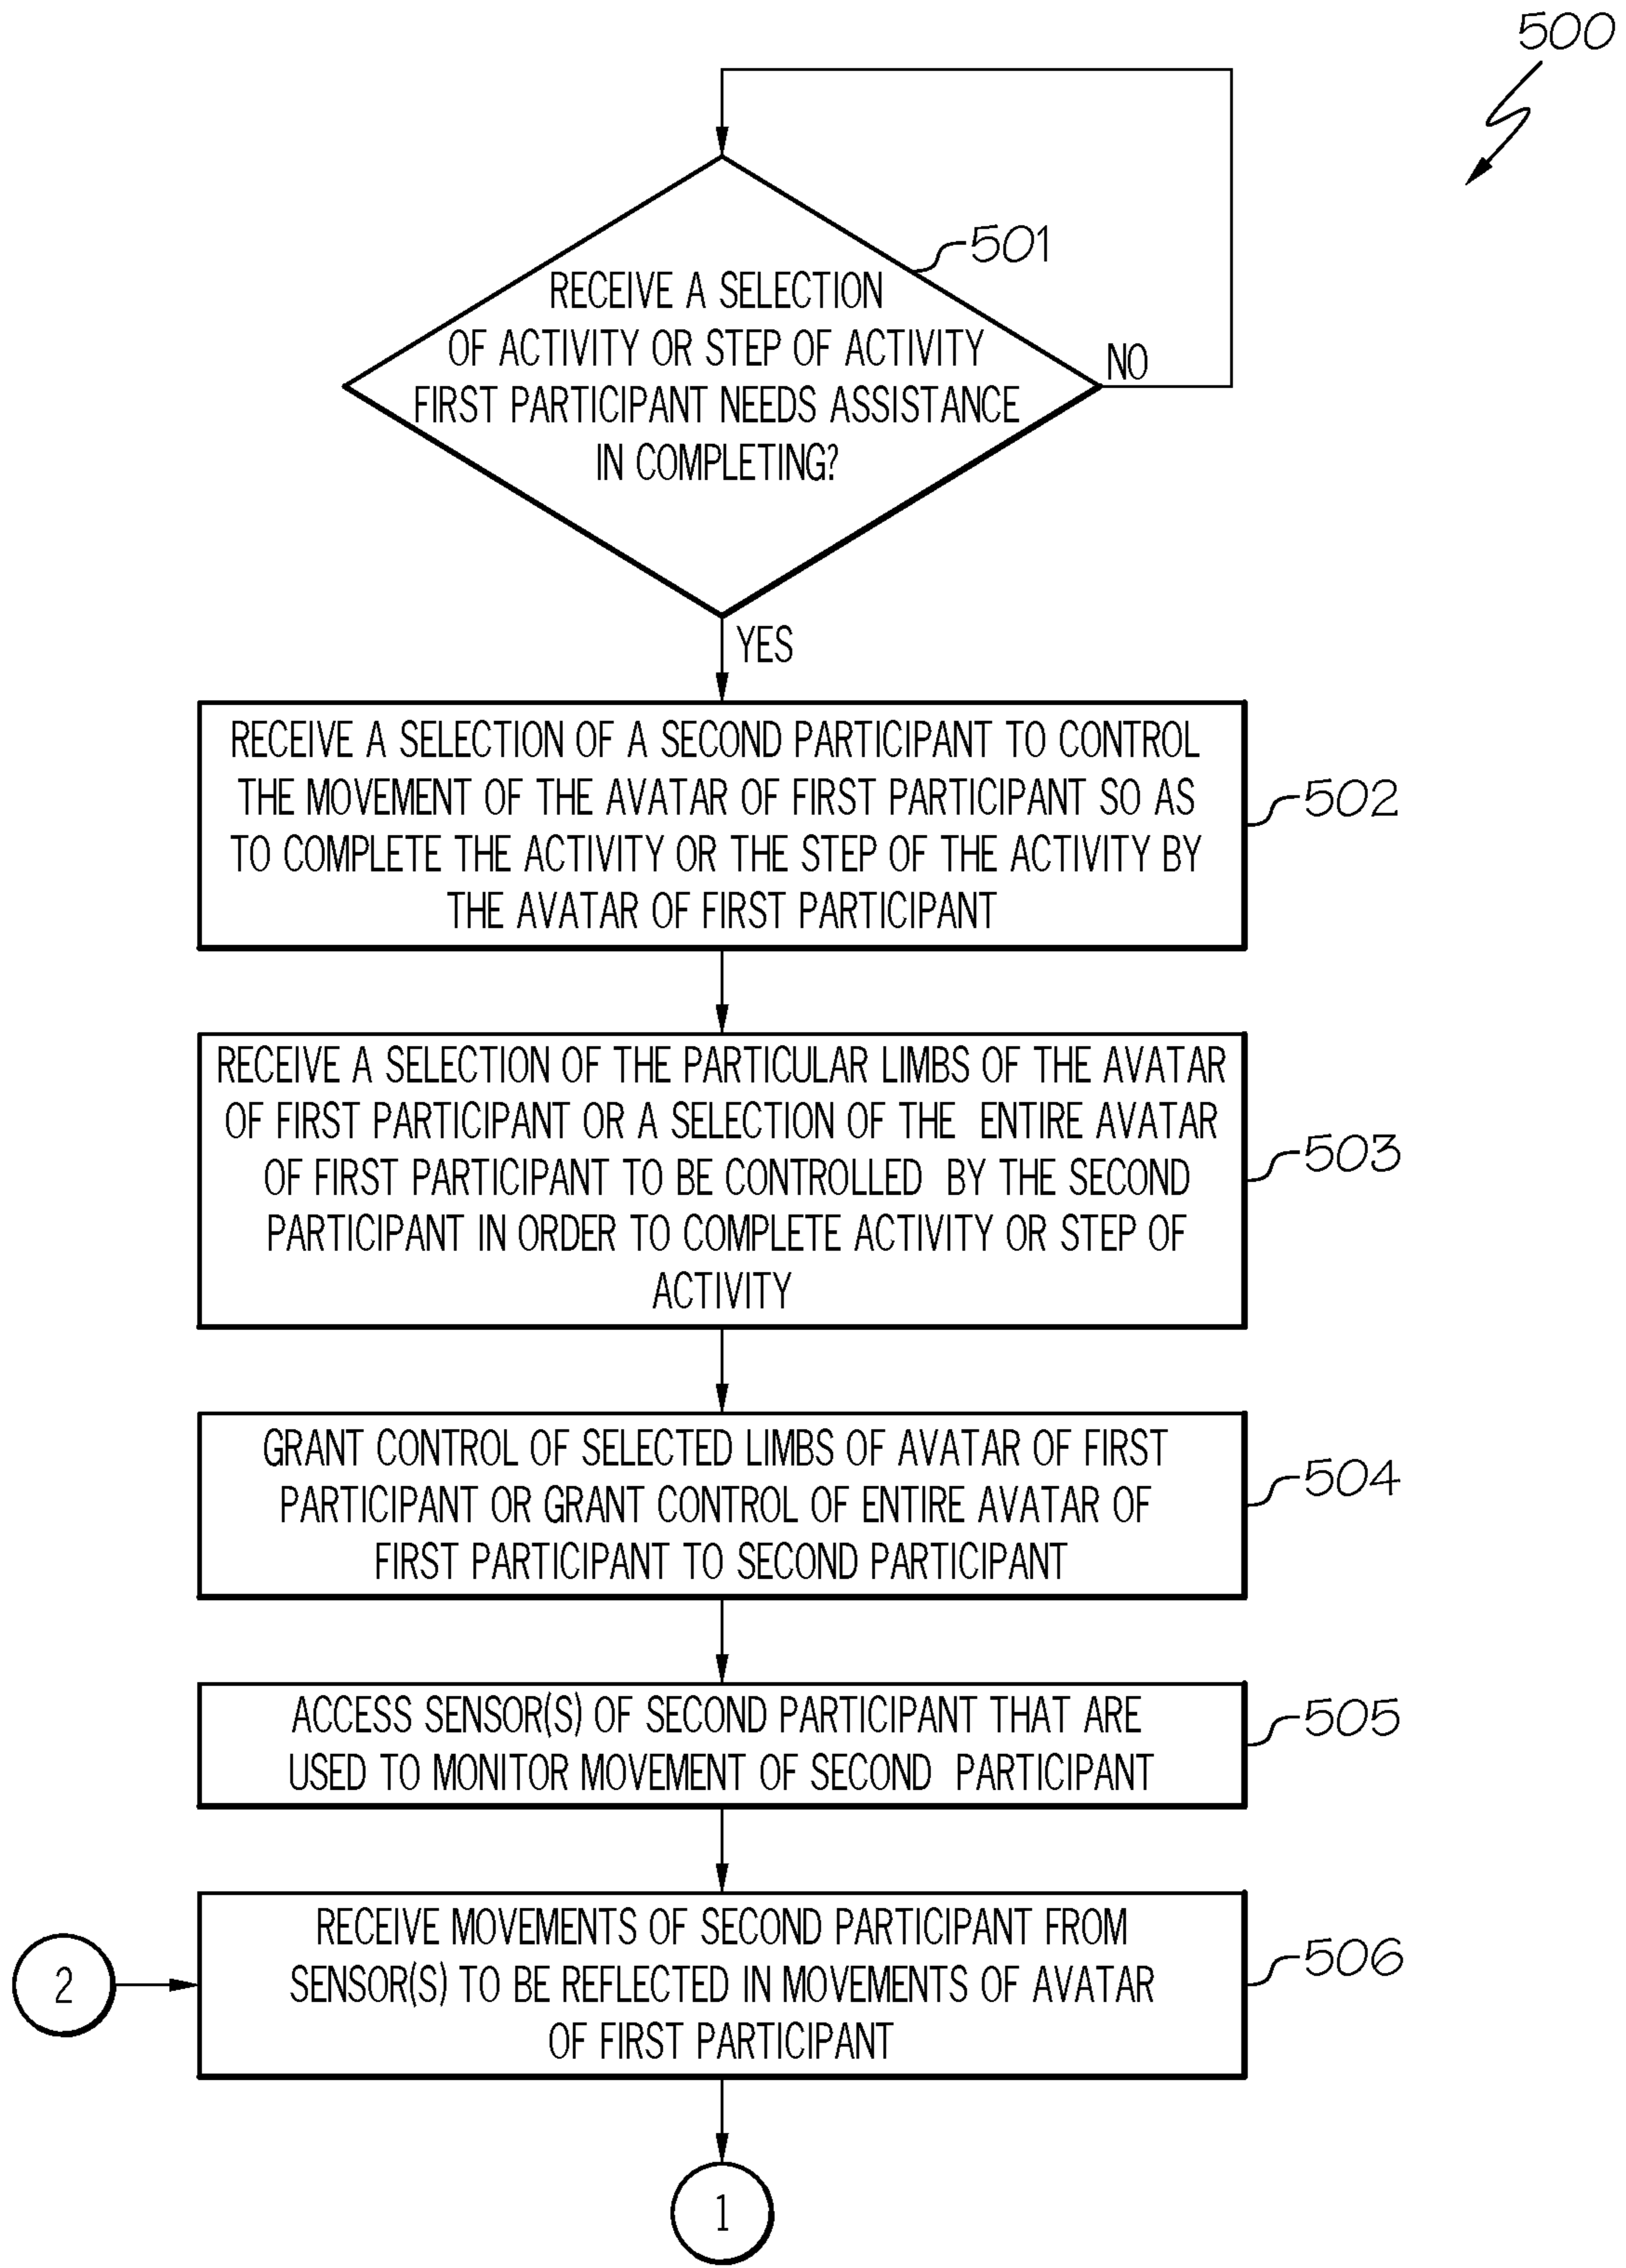 500
501
RECEIVE A SELECTION
OF ACTIVITY OR STEP OF ACTIVITY
FIRST PARTICIPANT NEEDS ASSISTANCE
IN COMPLETING?
NO
YES
RECEIVE A SELECTION OF A SECOND PARTICIPANT TO CONTROL
THE MOVEMENT OF THE AVATAR OF FIRST PARTICIPANT SO AS
TO COMPLETE THE ACTIVITY OR THE STEP OF THE ACTIVITY BY
THE AVATAR OF FIRST PARTICIPANT
502
RECEIVE A SELECTION OF THE PARTICULAR LIMBS OF THE AVATAR
OF FIRST PARTICIPANT OR A SELECTION OF THE ENTIRE AVATAR
OF FIRST PARTICIPANT TO BE CONTROLLED BY THE SECOND
PARTICIPANT IN ORDER TO COMPLETE ACTIVITY OR STEP OF
ACTIVITY
503
GRANT CONTROL OF SELECTED LIMBS OF AVATAR OF FIRST
PARTICIPANT OR GRANT CONTROL OF ENTIRE AVATAR OF
FIRST PARTICIPANT TO SECOND PARTICIPANT
504
ACCESS SENSOR(S) OF SECOND PARTICIPANT THAT ARE
USED TO MONITOR MOVEMENT OF SECOND PARTICIPANT
505
RECEIVE MOVEMENTS OF SECOND PARTICIPANT FROM
SENSOR(S) TO BE REFLECTED IN MOVEMENTS OF AVATAR
OF FIRST PARTICIPANT
506
2
1